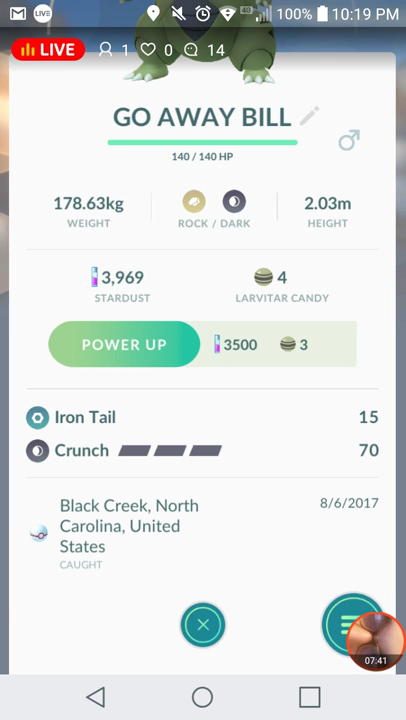 LIVE 40 100% 10:19 PM
LIVE 1 0 14
GO AWAY BILL
140 / 140 HP
178.63kg
WEIGHT
ROCK / DARK
2.03m
HEIGHT
3,969
STARDUST
4
LARVITAR CANDY
POWER UP
3500
3
Iron Tail 15
Crunch 70
Black Creek, North
Carolina, United
States
8/6/2017
CAUGHT
07:41